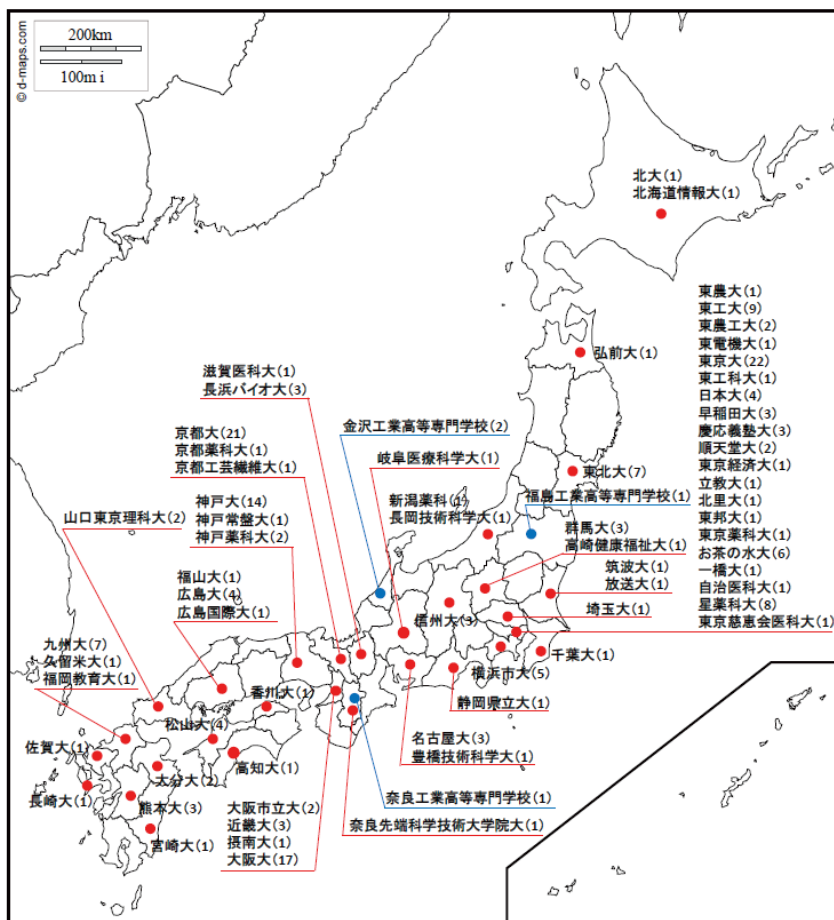 200km
100m i
© d-maps.com
北大(1)
北海道情報大(1)
弘前大(1)
東農大(1)
東工大(9)
東農工大(2)
東電機大(1)
東京大(22)
東工科大(1)
日本大(4)
早稲田大(3)
慶応義塾大(3)
順天堂大(2)
東京経済大(1)
立教大(1)
北里大(1)
東邦大(1)
東京薬科大(1)
お茶の水大(6)
一橋大(1)
自治医科大(1)
星薬科大(8)
東京慈恵会医科大(1)
滋賀医科大(1)
長浜バイオ大(3)
京都大(21)
京都薬科大(1)
京都工芸繊維大(1)
金沢工業高等専門学校(2)
岐阜医療科学大(1)
東北大(7)
福島工業高等専門学校(1)
新潟薬科(1)
長岡技術科学大(1)
山口東京理科大(2)
神戸大(14)
神戸常盤大(1)
神戸薬科大(2)
群馬大(3)
高崎健康福祉大(1)
筑波大(1)
放送大(1)
福山大(1)
広島大(4)
広島国際大(1)
信州大(3)
埼玉大(1)
千葉大(1)
九州大(7)
久留米大(1)
福岡教育大(1)
横浜市大(5)
静岡県立大(1)
香川大(1)
松山大(4)
名古屋大(3)
豊橋技術科学大(1)
佐賀大(1)
高知大(1)
大分大(2)
長崎大(1)
熊本大(3)
宮崎大(1)
大阪市立大(2)
近畿大(3)
摂南大(1)
大阪大(17)
奈良工業高等専門学校(1)
奈良先端科学技術大学院大(1)